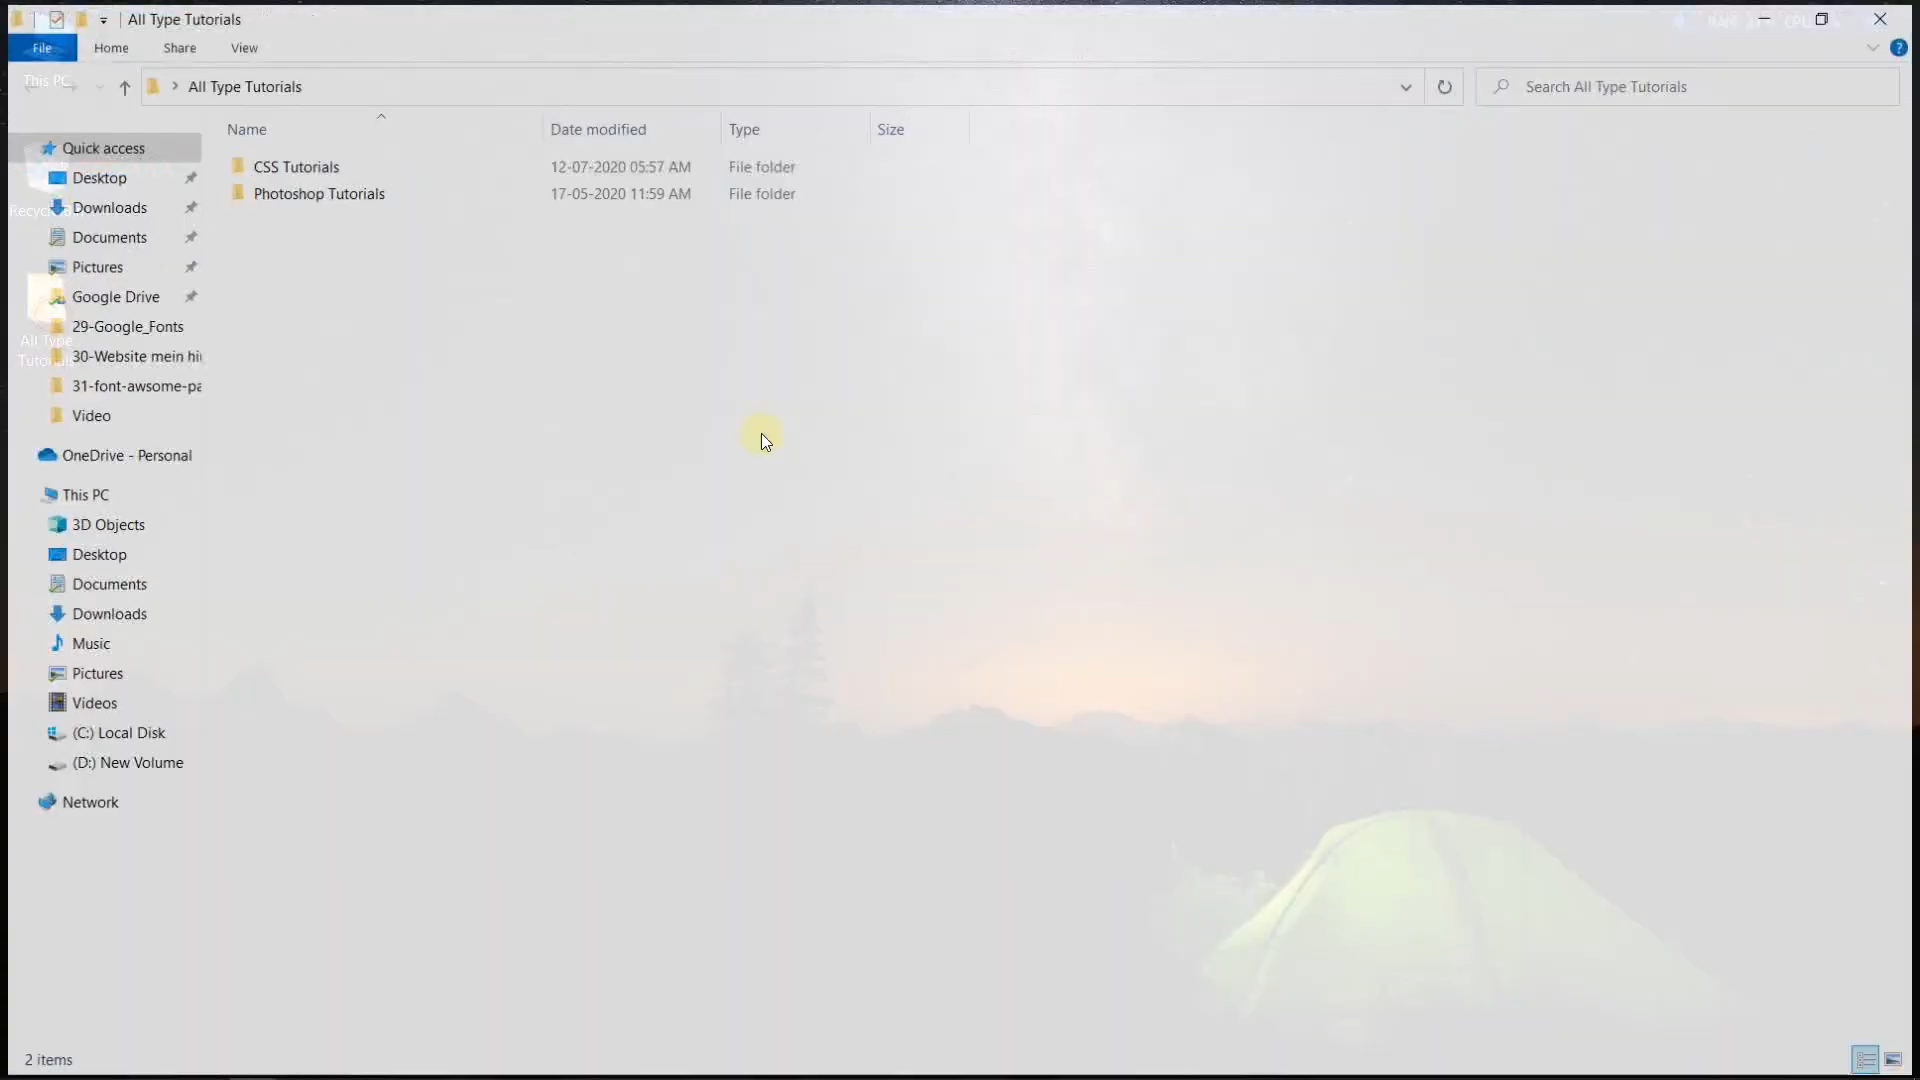 All Type Tutorials
File Home Share View
This PC
All Type Tutorials
Search All Type Tutorials
Name Date modified Type Size
CSS Tutorials 12-07-2020 05:57 AM File folder
Photoshop Tutorials 17-05-2020 11:59 AM File folder
Quick access
Desktop
Downloads
Documents
Pictures
Google Drive
29-Google_Fonts
All Type
30-Website mein hi
31-font-awsome-pa
Video
OneDrive - Personal
This PC
3D Objects
Desktop
Documents
Downloads
Music
Pictures
Videos
(C:) Local Disk
(D:) New Volume
Network
2 items